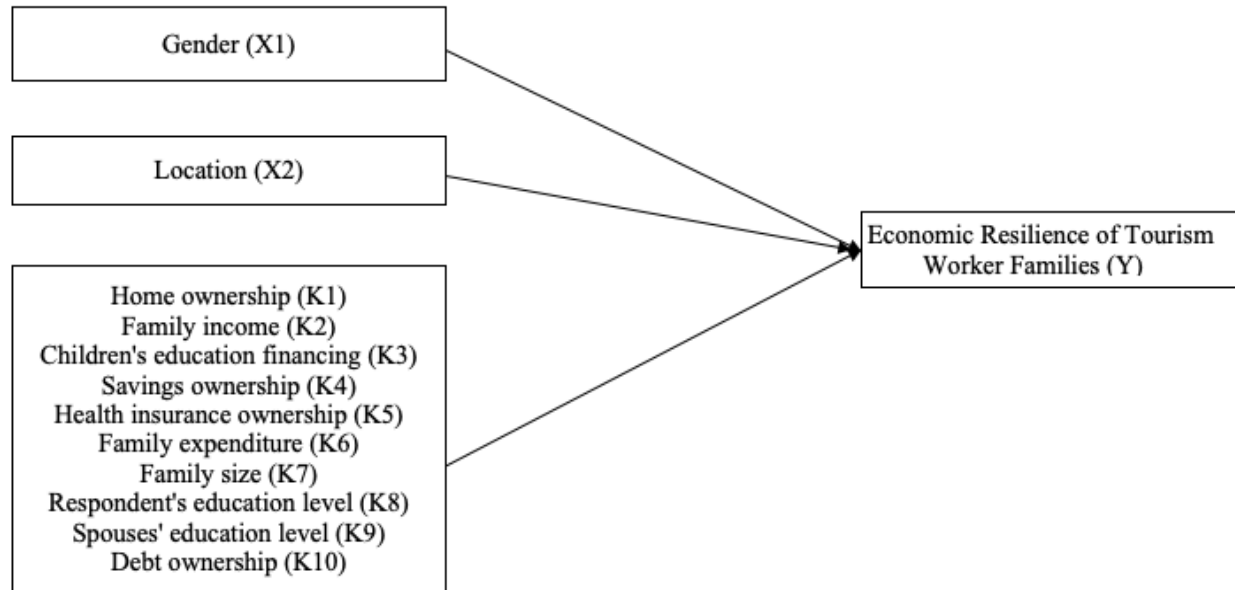 Gender (X1)
Location (X2)
Home ownership (K1)
Family income (K2)
Children's education financing (K3)
Savings ownership (K4)
Health insurance ownership (K5)
Family expenditure (K6)
Family size (K7)
Respondent's education level (K8)
Spouses' education level (K9)
Debt ownership (K10)
Economic Resilience of Tourism
Worker Families (Y)